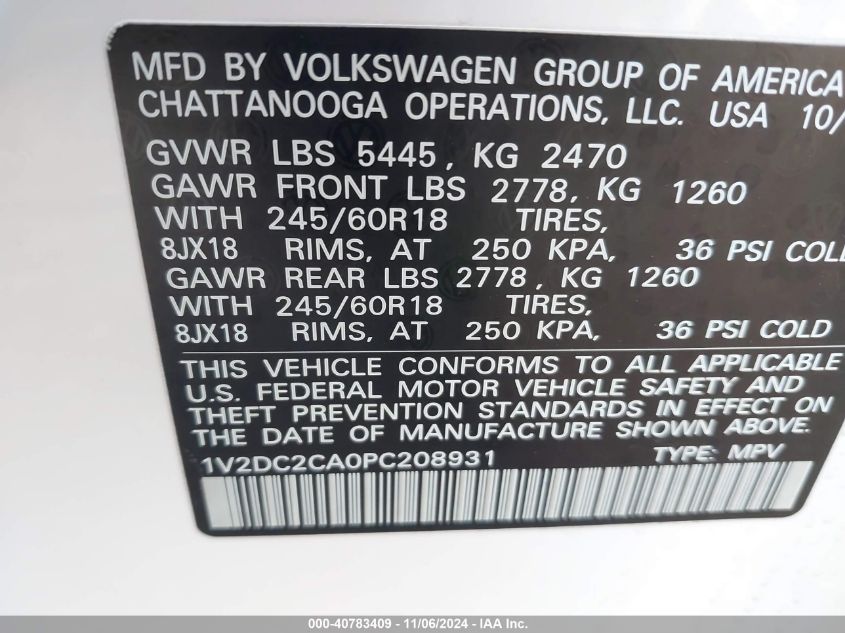 MFD BY VOLKSWAGEN GROUP OF AMERICA
CHATTANOOGA OPERATIONS, LLC. USA 10/
GVWR LBS 5445, KG 2470
GAWR FRONT LBS 2778, KG 1260
WITH 245/60R18 TIRES,
8JX18 RIMS, AT 250 KPA, 36 PSI COLD
GAWR REAR LBS 2778, KG 1260
WITH 245/60R18 TIRES,
8JX18 RIMS, AT 250 KPA, 36 PSI COLD
THIS VEHICLE CONFORMS TO ALL APPLICABLE
U.S. FEDERAL MOTOR VEHICLE SAFETY AND
THEFT PREVENTION STANDARDS IN EFFECT ON
THE DATE OF MANUFACTURE SHOWN ABOVE.
1V2DC2CA0PC208931 TYPE: MPV
000-40783409 - 11/06/2024 - IAA Inc.